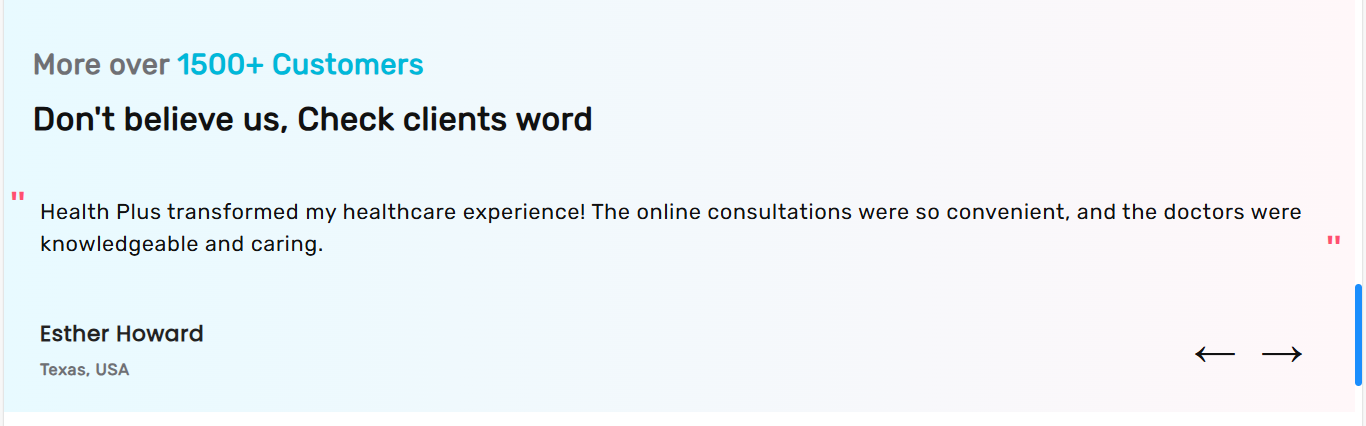 More over 1500+ Customers
Don't believe us, Check clients word
" Health Plus transformed my healthcare experience! The online consultations were so convenient, and the doctors were
knowledgeable and caring. "
Esther Howard
Texas, USA